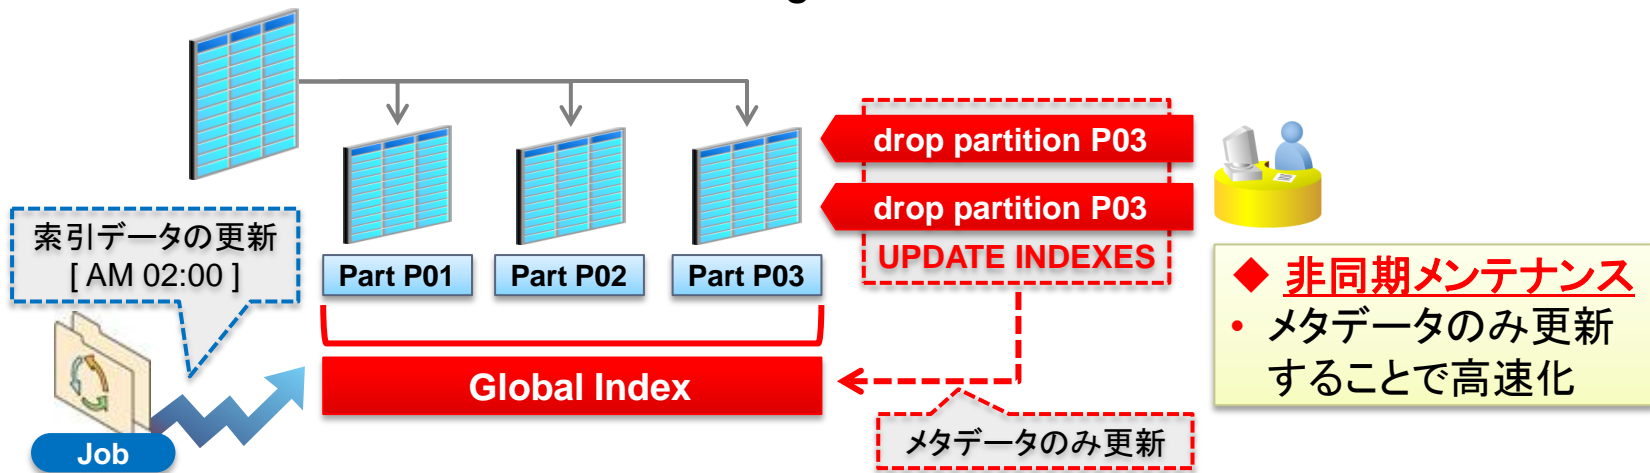 drop partition P03
drop partition P03
UPDATE INDEXES
索引データの更新
[ AM 02:00 ]
Part P01
Part P02
Part P03
◆ 非同期メンテナンス
• メタデータのみ更新
することで高速化
Global Index
メタデータのみ更新
Job